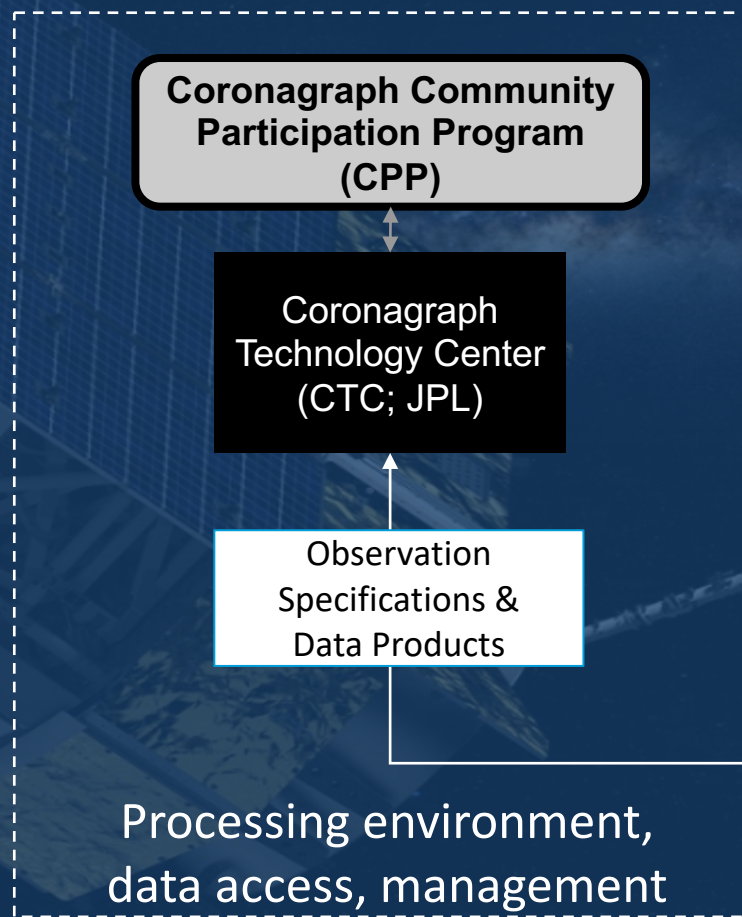 Coronagraph Community
Participation Program
(CPP)
Coronagraph
Technology Center
(CTC; JPL)
Observation
Specifications &
Data Products
Processing environment,
data access, management